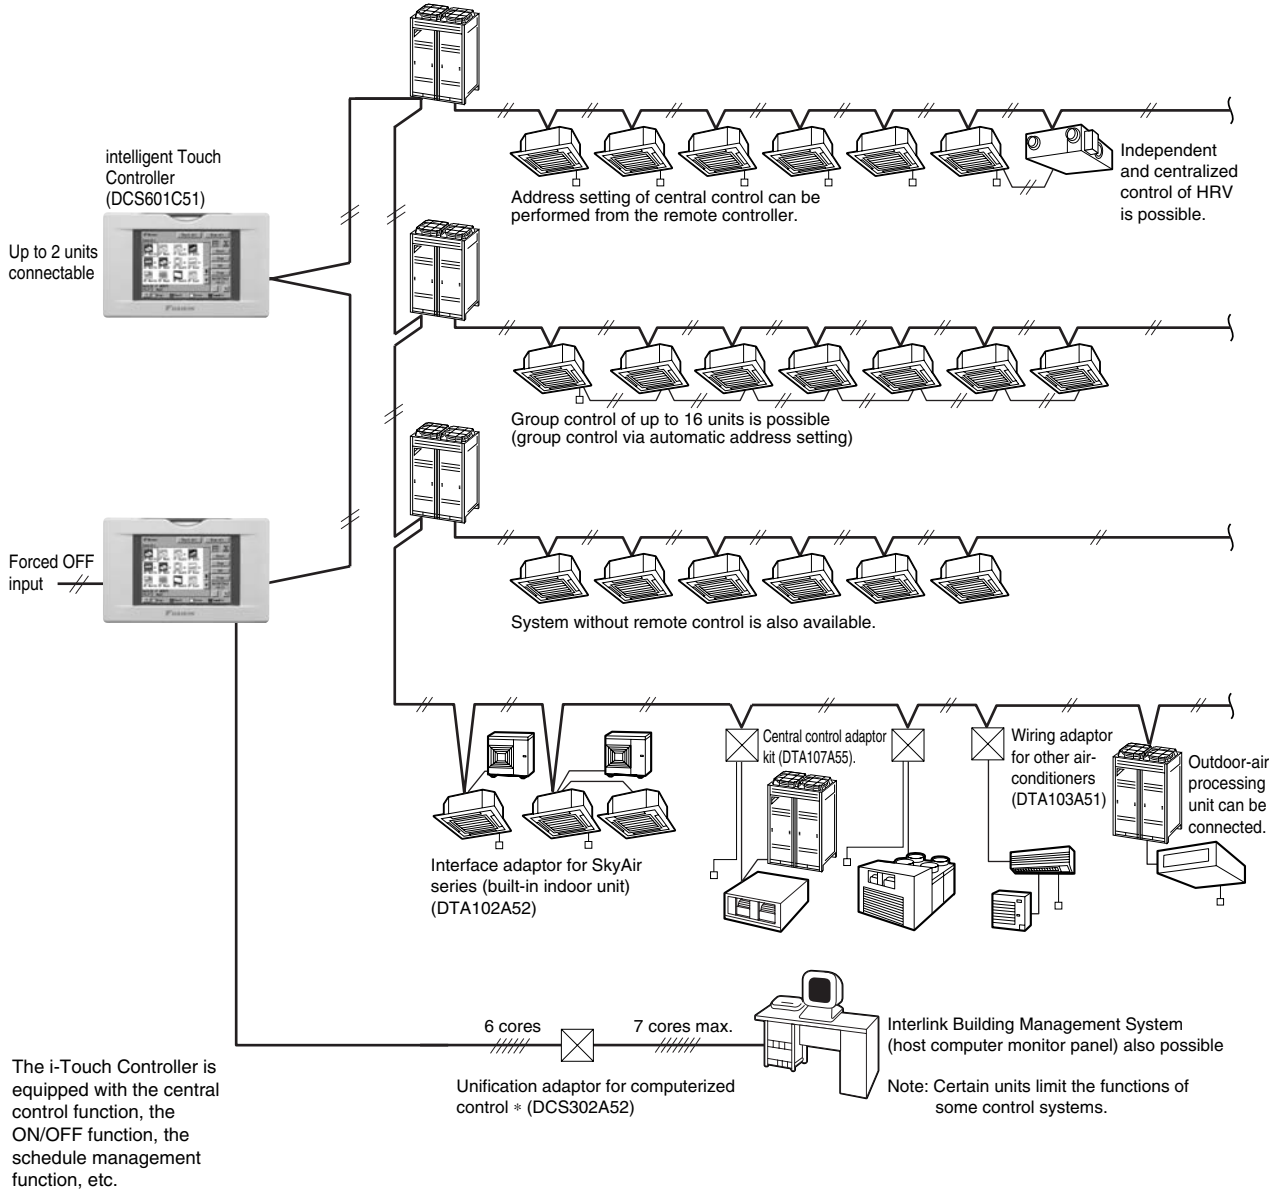 intelligent Touch
Controller
(DCS601C51)
Up to 2 units
connectable
Address setting of central control can be
performed from the remote controller.
Independent
and centralized
control of HRV
is possible.
Group control of up to 16 units is possible
(group control via automatic address setting)
Forced OFF
input
System without remote control is also available.
Central control adaptor
kit (DTA107A55).
Wiring adaptor
for other air-
conditioners
(DTA103A51)
Outdoor-air
processing
unit can be
connected.
Interface adaptor for SkyAir
series (built-in indoor unit)
(DTA102A52)
6 cores
7 cores max.
Interlink Building Management System
(host computer monitor panel) also possible
Unification adaptor for computerized
control * (DCS302A52)
Note: Certain units limit the functions of
some control systems.
The i-Touch Controller is
equipped with the central
control function, the
ON/OFF function, the
schedule management
function, etc.